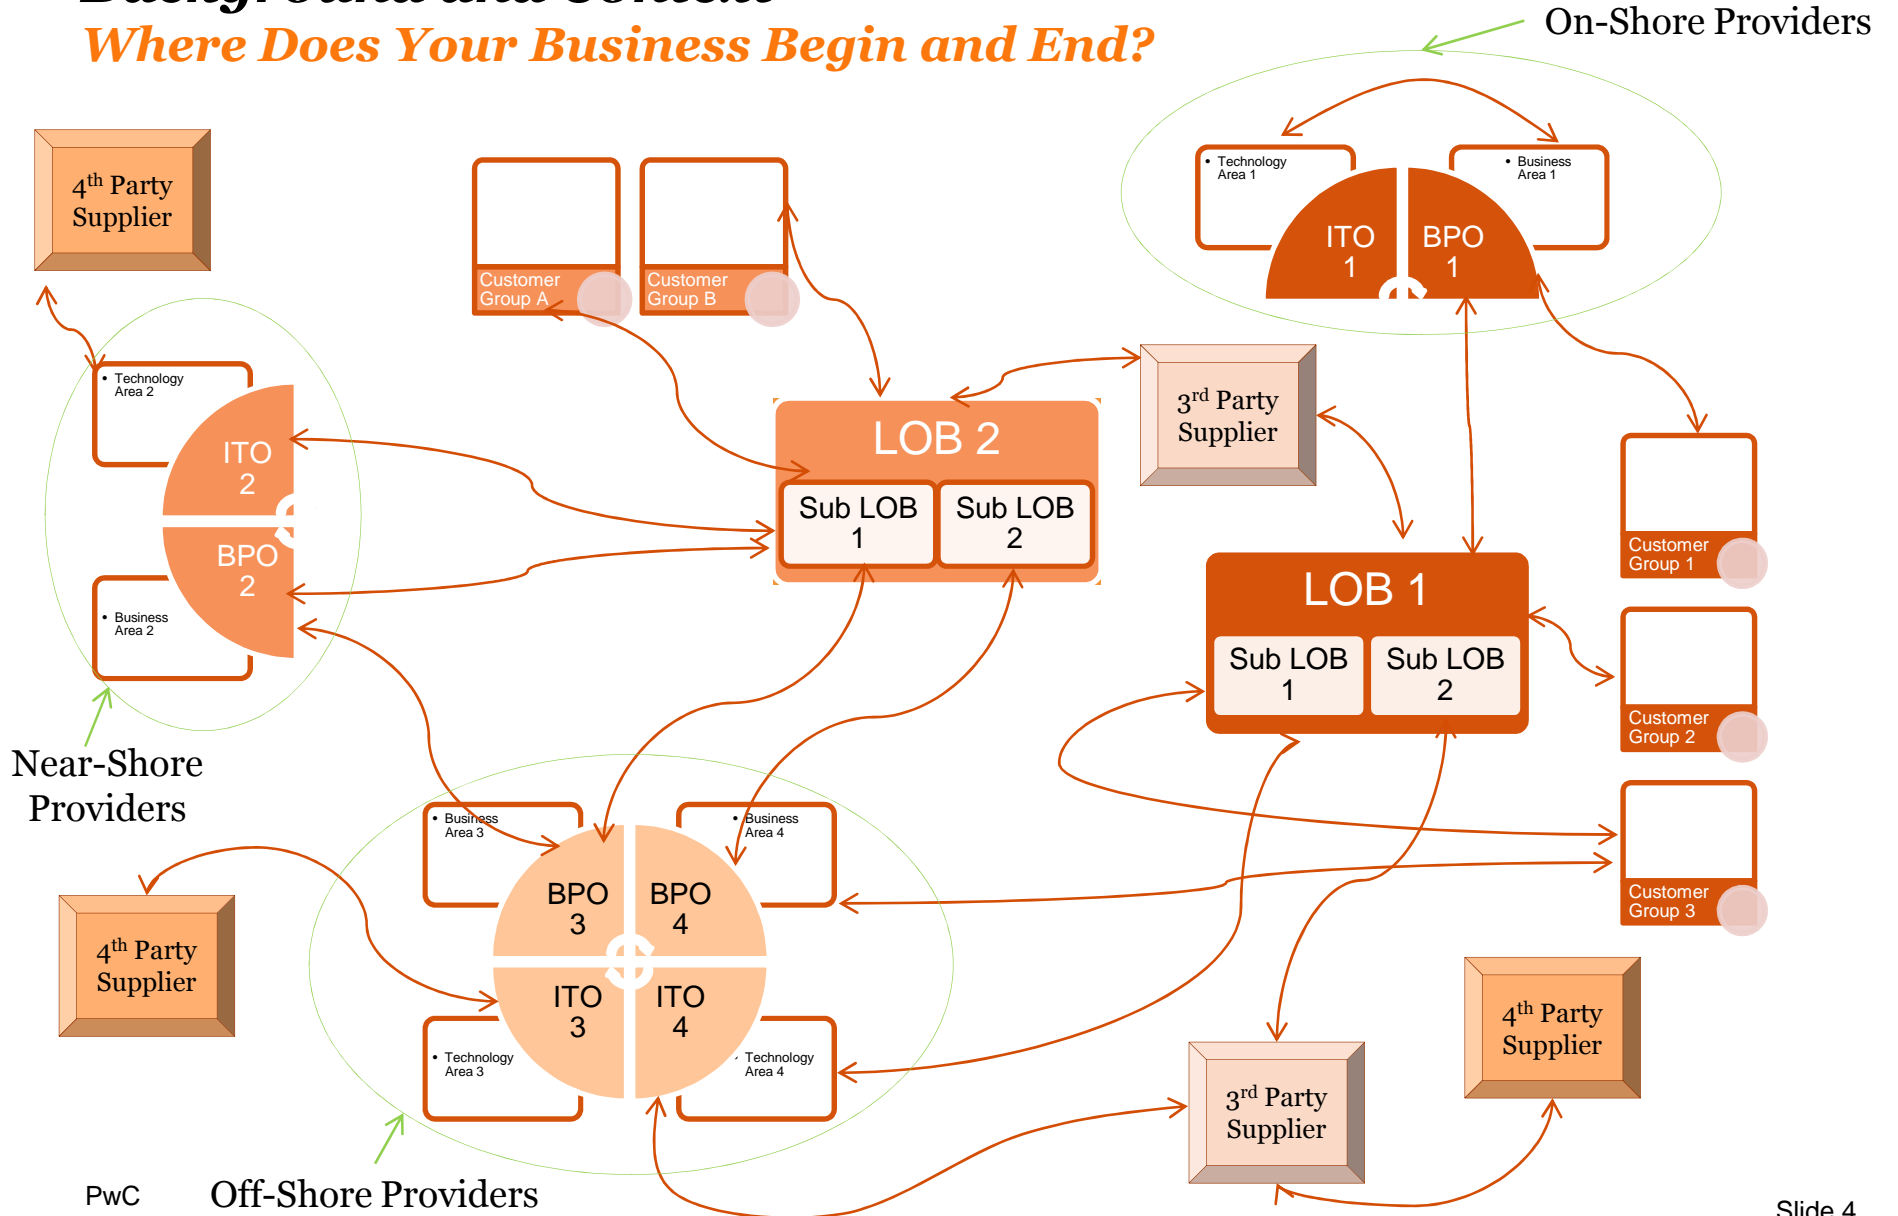 Background and Context
Where Does Your Business Begin and End?
On-Shore Providers
4th Party
Supplier
Customer
Group A
Customer
Group B
• Technology
Area 1
• Business
Area 1
ITO
1
BPO
1
• Technology
Area 2
ITO
2
BPO
2
• Business
Area 2
Near-Shore
Providers
LOB 2
Sub LOB
1
Sub LOB
2
3rd Party
Supplier
LOB 1
Sub LOB
1
Sub LOB
2
Customer
Group 1
Customer
Group 2
Customer
Group 3
• Business
Area 3
• Business
Area 4
BPO
3
BPO
4
ITO
3
ITO
4
• Technology
Area 3
• Technology
Area 4
4th Party
Supplier
3rd Party
Supplier
4th Party
Supplier
Off-Shore Providers
PwC
Slide 4